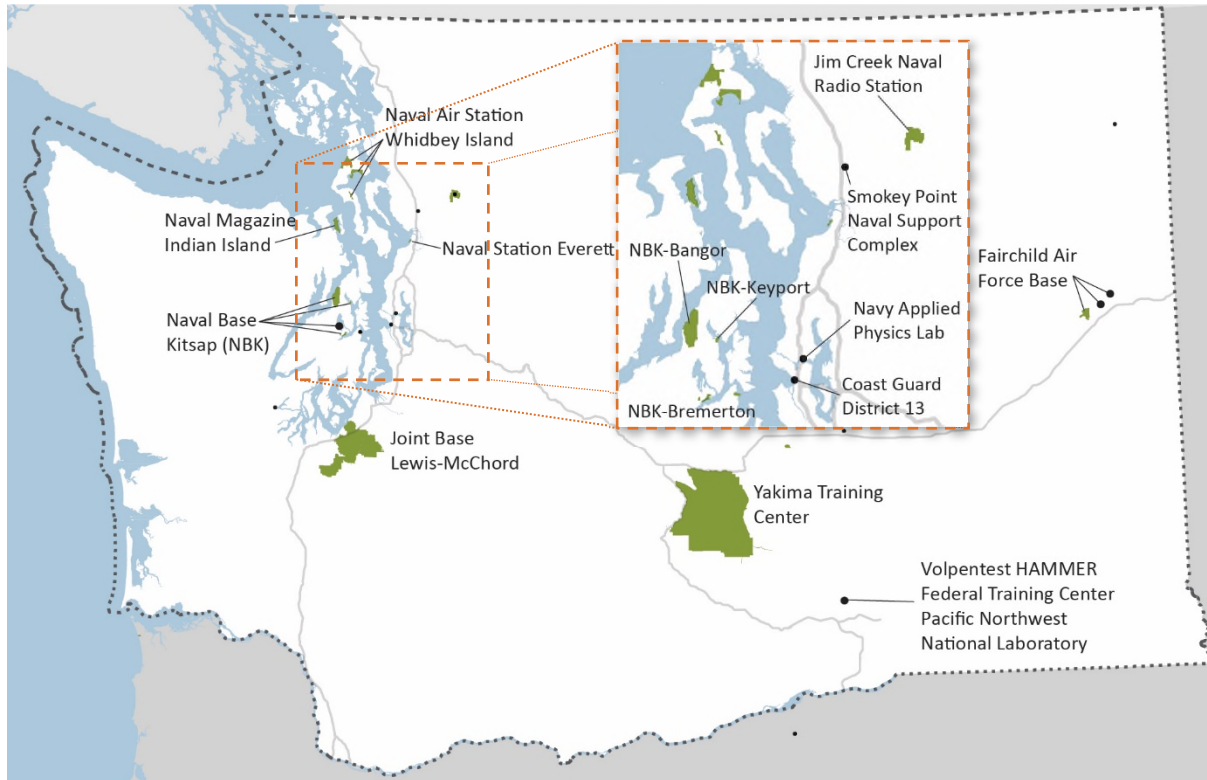 Jim Creek Naval
Radio Station
Naval Air Station
Whidbey Island
Smokey Point
Naval Support
Complex
Naval Magazine
Indian Island
Naval Station Everett
NBK-Bangor
NBK-Keyport
Fairchild Air
Force Base
Naval Base
Kitsap (NBK)
Navy Applied
Physics Lab
Coast Guard
District 13
NBK-Bremerton
Joint Base
Lewis-McChord
Yakima Training
Center
Volpentest HAMMER
Federal Training Center
Pacific Northwest
National Laboratory